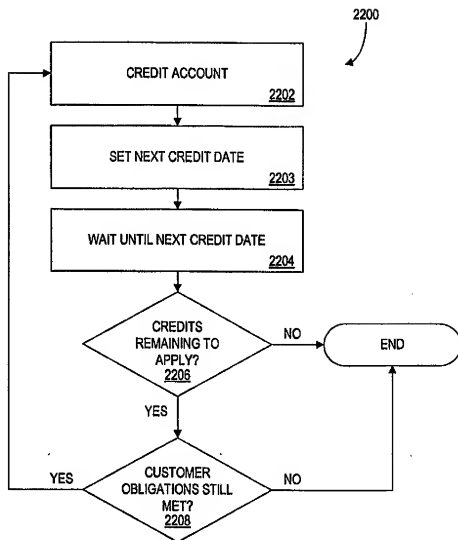 2200
CREDIT ACCOUNT
2202
SET NEXT CREDIT DATE
2203
WAIT UNTIL NEXT CREDIT DATE
2204
CREDITS
REMAINING TO
APPLY?
2206
NO
END
YES
CUSTOMER
OBLIGATIONS STILL
MET?
2208
YES
NO